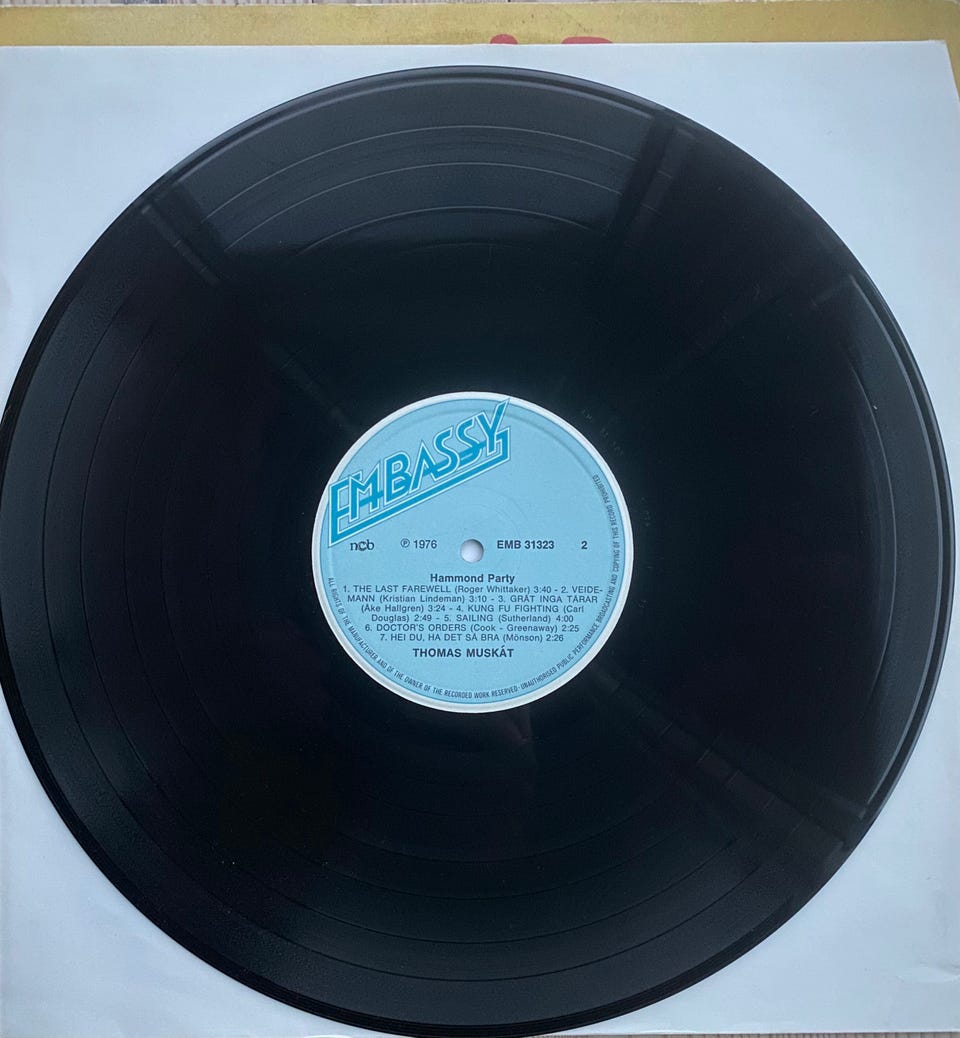 EMBASSY
ncb ℗ 1976 EMB 31323 2
Hammond Party
1. THE LAST FAREWELL (Roger Whittaker) 3:40 - 2. VEIDE-
MANN (Kristian Lindeman) 3:10 - 3. GRÅT INGA TÅRAR
(Åke Hallgren) 3:24 - 4. KUNG FU FIGHTING (Carl
Douglas) 2:49 - 5. SAILING (Sutherland) 4:00
6. DOCTOR'S ORDERS (Cook - Greenaway) 2:25
7. HEI DU, HA DET SÅ BRA (Mönson) 2:26
THOMAS MUSKÁT
ALL RIGHTS OF THE MANUFACTURER AND OF THE OWNER OF THE RECORDED WORK RESERVED · UNAUTHORISED PUBLIC PERFORMANCE BROADCASTING AND COPYING OF THIS RECORD PROHIBITED